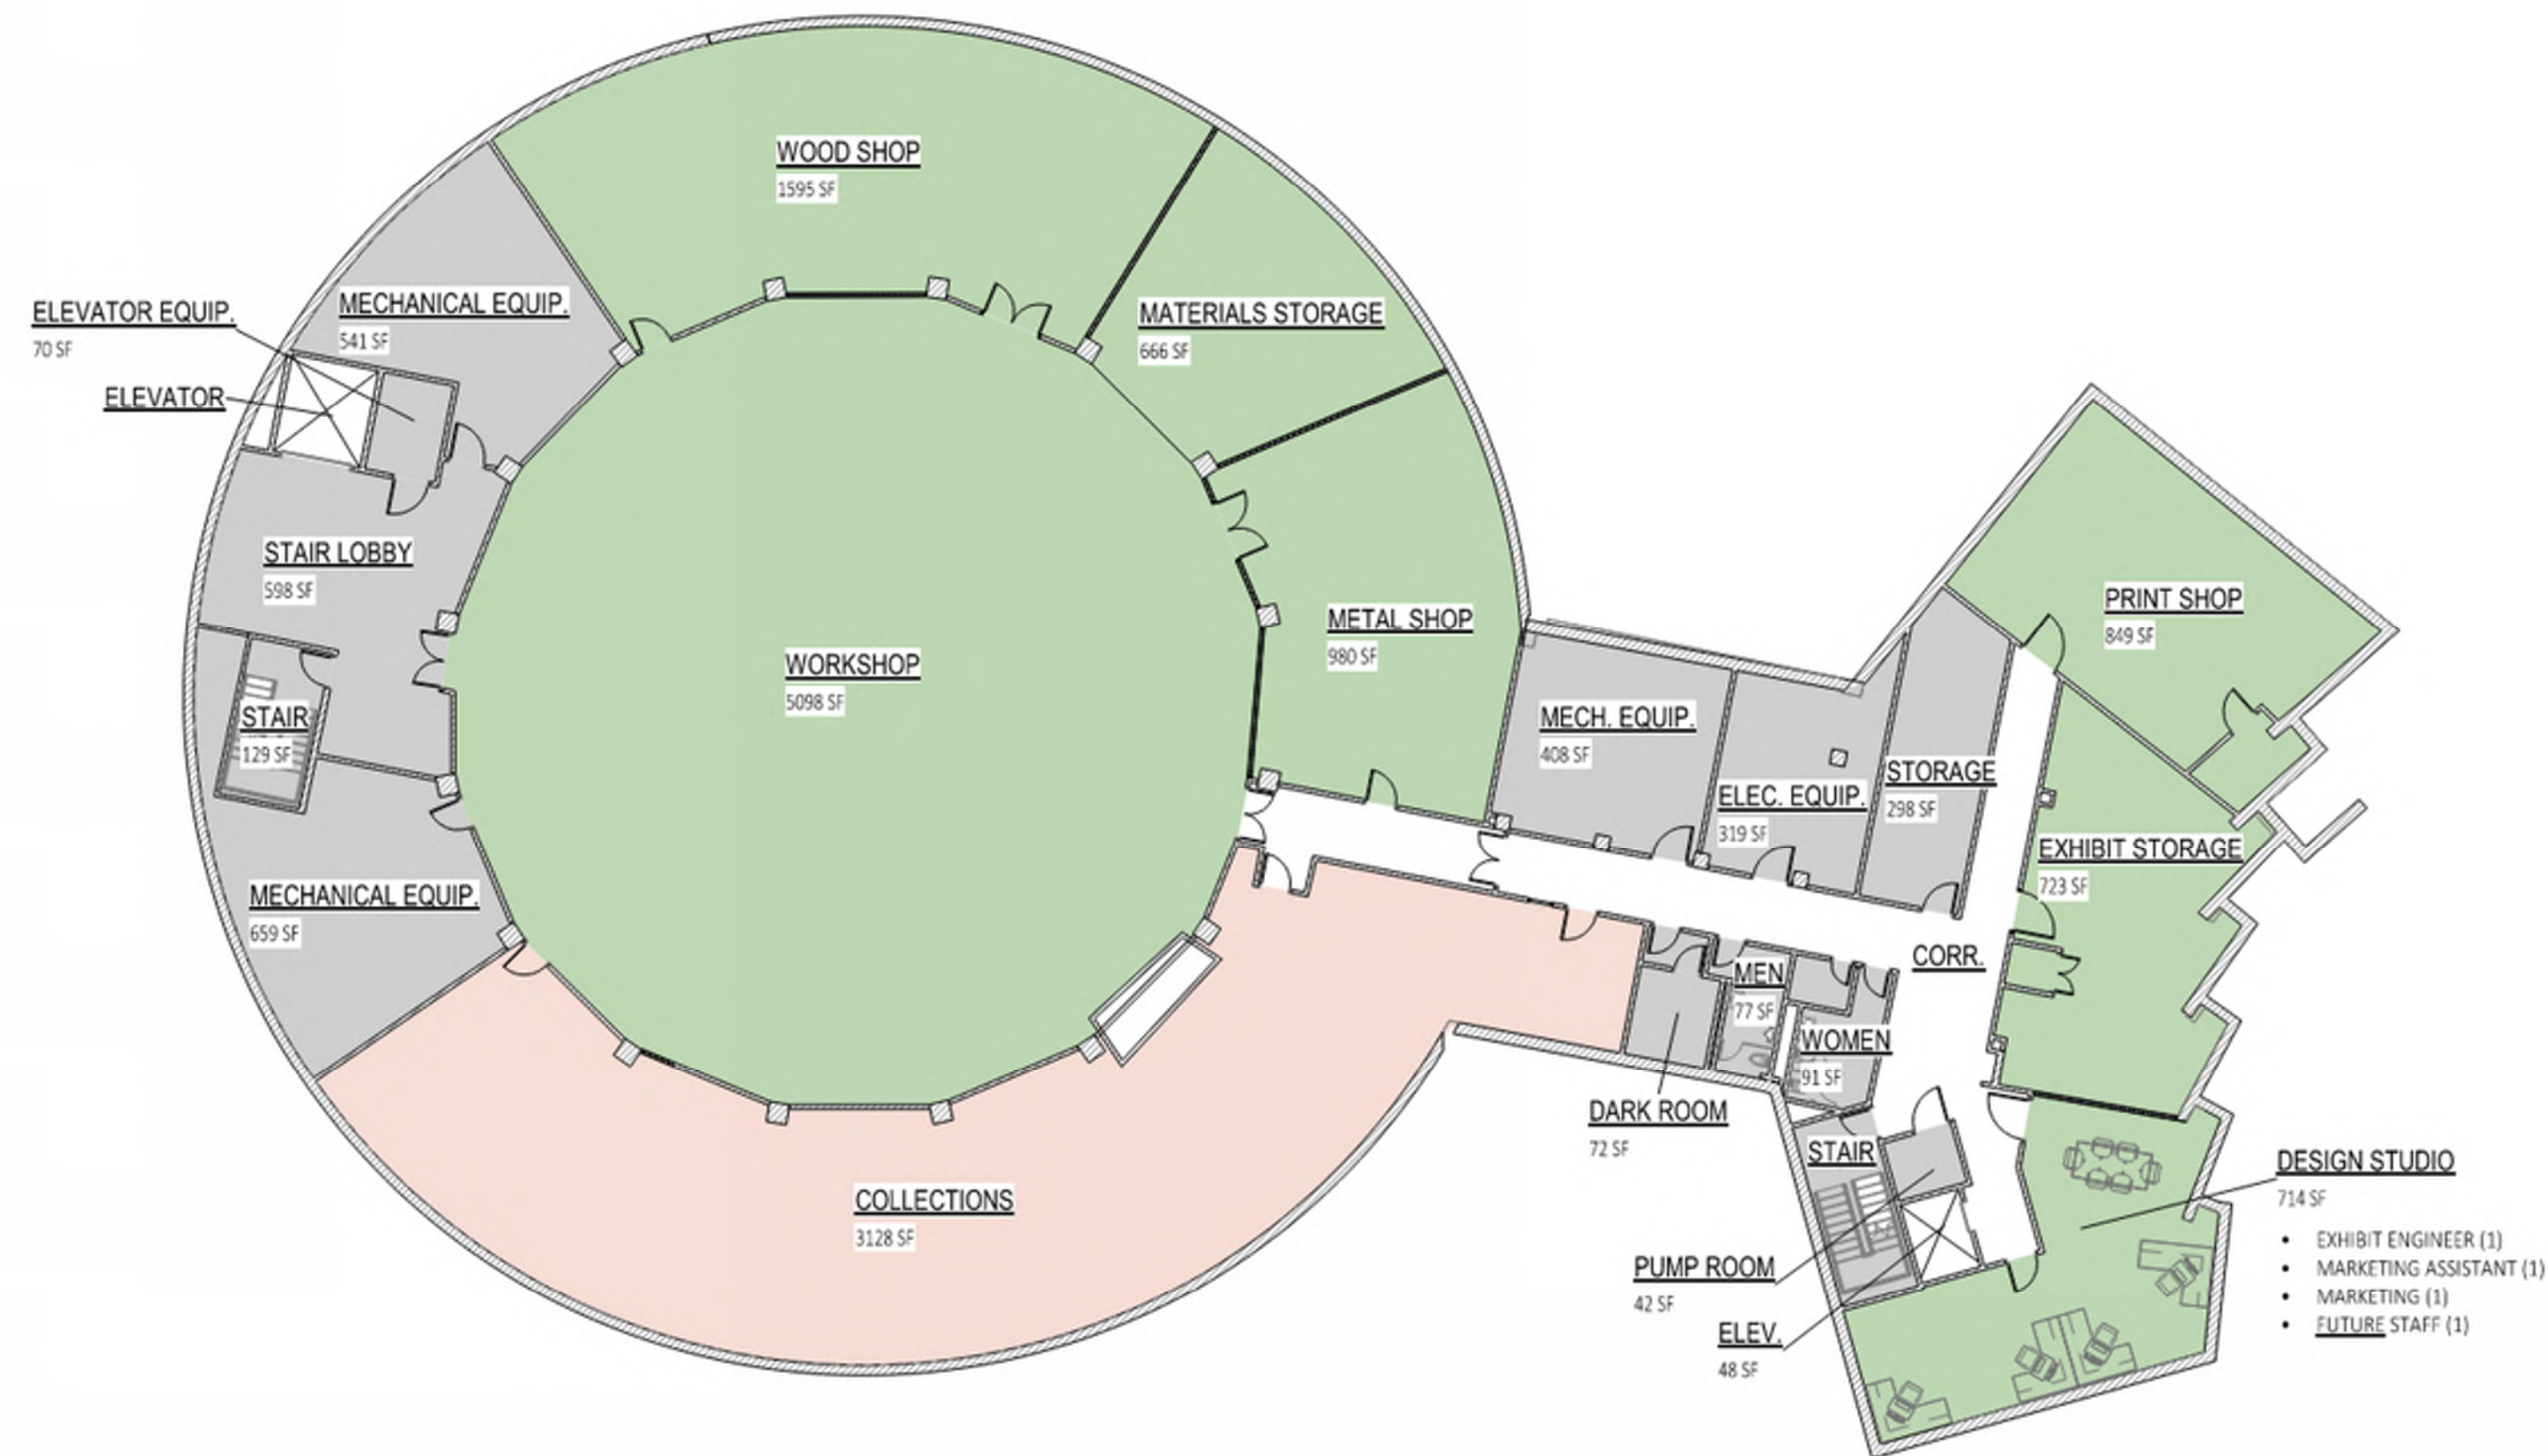 WOOD SHOP
1595 SF
ELEVATOR EQUIP.
70 SF
MECHANICAL EQUIP.
541 SF
ELEVATOR
MATERIALS STORAGE
666 SF
STAIR LOBBY
598 SF
WORKSHOP
5098 SF
METAL SHOP
980 SF
PRINT SHOP
849 SF
STAIR
129 SF
MECH. EQUIP.
408 SF
ELEC. EQUIP.
319 SF
STORAGE
298 SF
EXHIBIT STORAGE
723 SF
MECHANICAL EQUIP.
659 SF
CORR.
MEN
77 SF
WOMEN
91 SF
DARK ROOM
72 SF
STAIR
COLLECTIONS
3128 SF
PUMP ROOM
42 SF
ELEV.
48 SF
DESIGN STUDIO
714 SF
• EXHIBIT ENGINEER (1)
• MARKETING ASSISTANT (1)
• MARKETING (1)
• FUTURE STAFF (1)